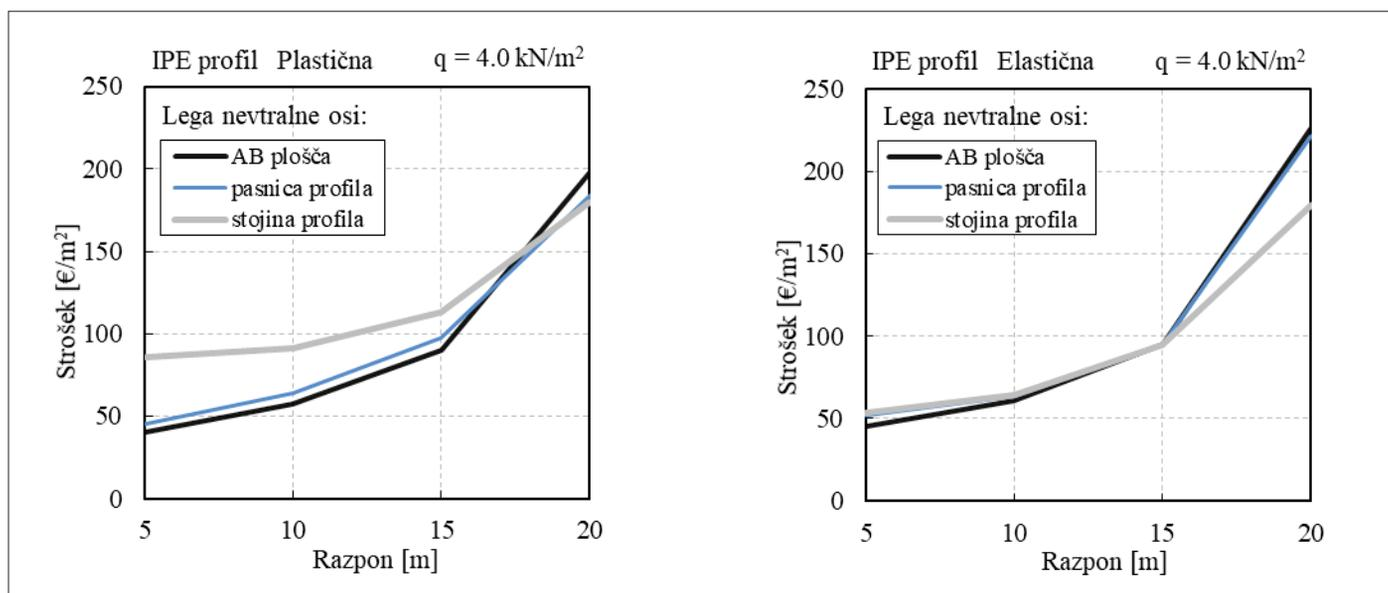 IPE profil Plastična q = 4.0 kN/m²
250
200
150
100
50
0
Strošek [€/m²]
Lega nevtralne osi:
AB plošča
pasnica profila
stojina profila
5 10 15 20
Razpon [m]
IPE profil Elastična q = 4.0 kN/m²
250
200
150
100
50
0
Strošek [€/m²]
Lega nevtralne osi:
AB plošča
pasnica profila
stojina profila
5 10 15 20
Razpon [m]